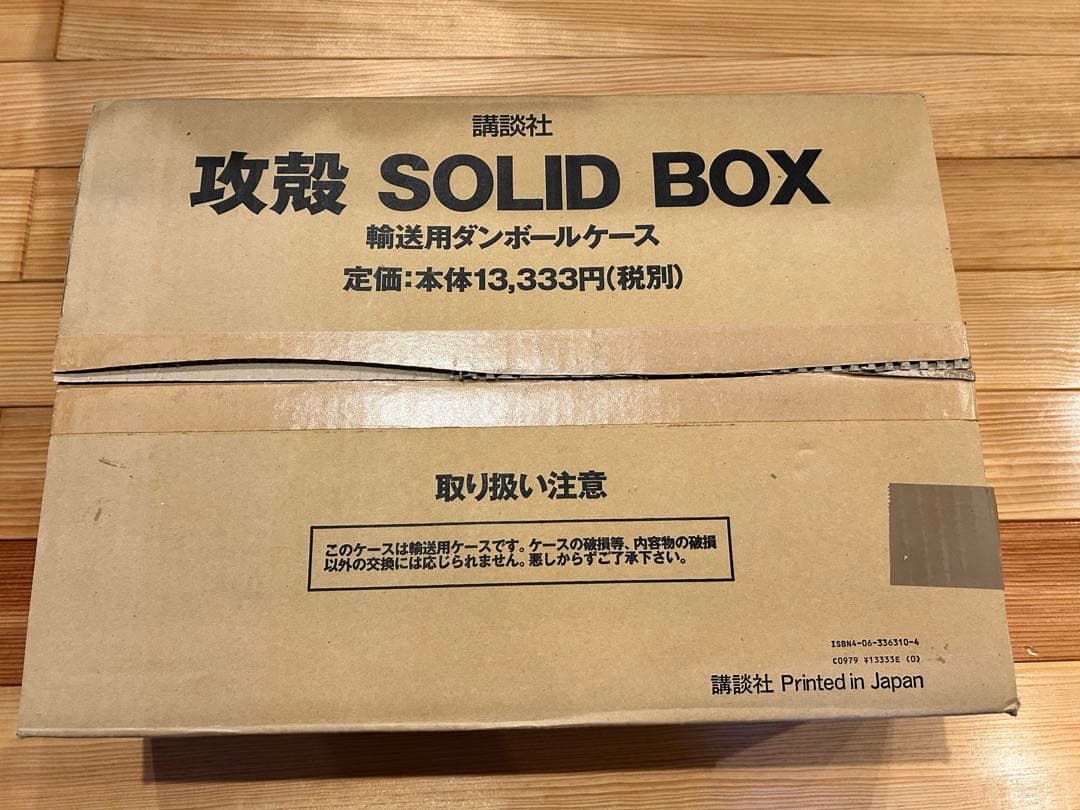 講談社
攻殻 SOLID BOX
輸送用ダンボールケース
定価:本体13,333円(税別)
取り扱い注意
このケースは輸送用ケースです。ケースの破損等、内容物の破損
以外の交換には応じられません。悪しからずご了承下さい。
ISBN4-06-336310-4
C0979 ¥13333E (0)
講談社 Printed in Japan